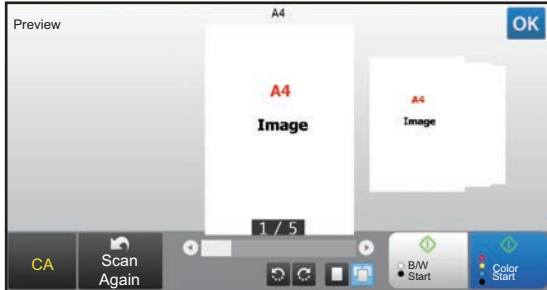 A4
Preview
OK
A4
Image
A4
Image
1 / 5
CA
Scan
Again
B/W
Start
Color
Start